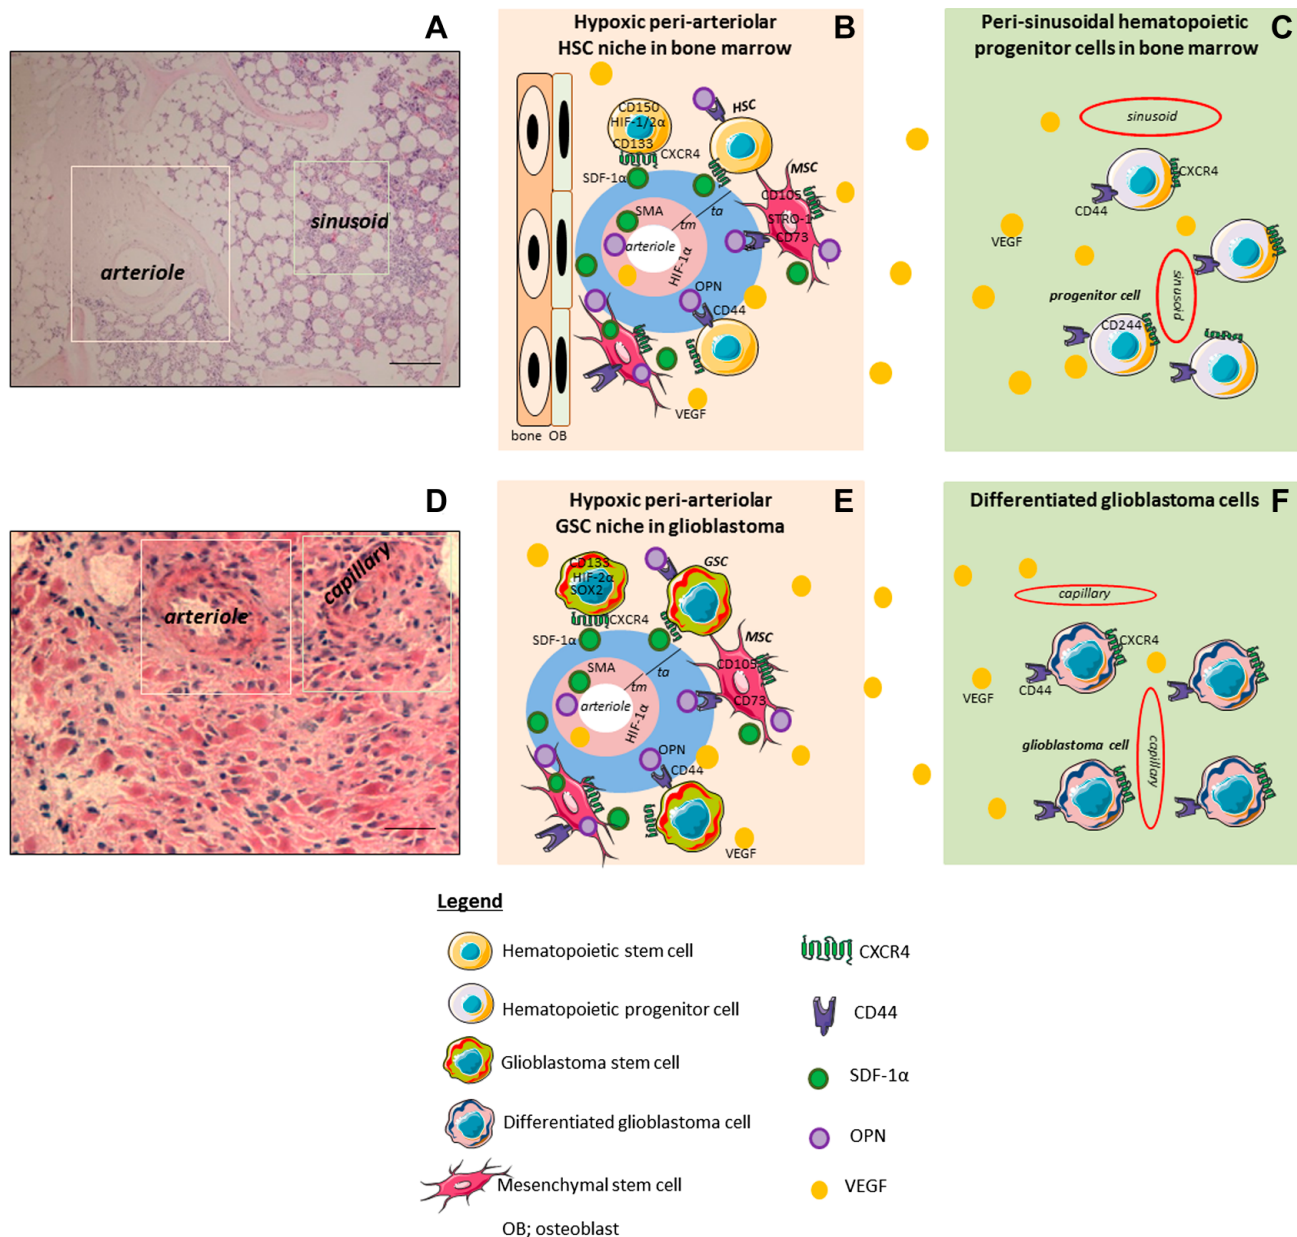 A
arteriole
sinusoid
Hypoxic peri-arteriolar
HSC niche in bone marrow
B
CD150
HIF-1/2α
CD133
CXCR4
SDF-1α
HSC
MSC
CD105
STRO-1
CD73
SMA
tm
ta
arteriole
HIF-1α
OPN
CD44
VEGF
bone OB
Peri-sinusoidal hematopoietic
progenitor cells in bone marrow
C
sinusoid
CXCR4
CD44
VEGF
sinusoid
progenitor cell
CD244
D
arteriole
capillary
Hypoxic peri-arteriolar
GSC niche in glioblastoma
E
CD133
HIF-2α
SOX2
CXCR4
SDF-1α
GSC
MSC
CD105
CD73
SMA
tm
ta
arteriole
HIF-1α
OPN
CD44
VEGF
Differentiated glioblastoma cells
F
capillary
CXCR4
CD44
VEGF
glioblastoma cell
capillary
Legend
Hematopoietic stem cell
Hematopoietic progenitor cell
Glioblastoma stem cell
Differentiated glioblastoma cell
Mesenchymal stem cell
OB; osteoblast
CXCR4
CD44
SDF-1α
OPN
VEGF